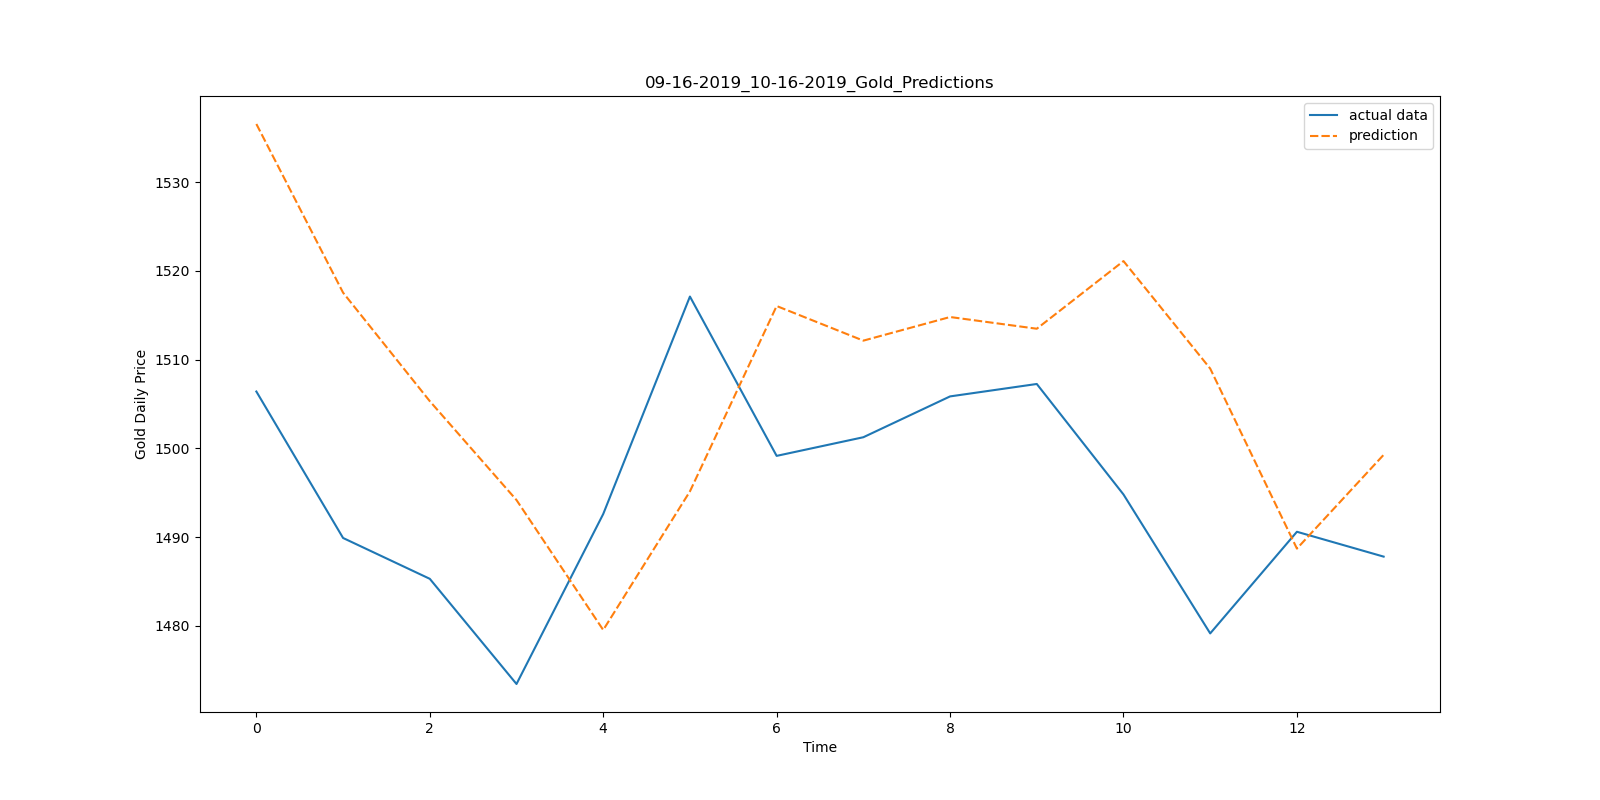 09-16-2019_10-16-2019_Gold_Predictions
actual data
prediction
Gold Daily Price
1530
1520
1510
1500
1490
1480
0 2 4 6 8 10 12
Time